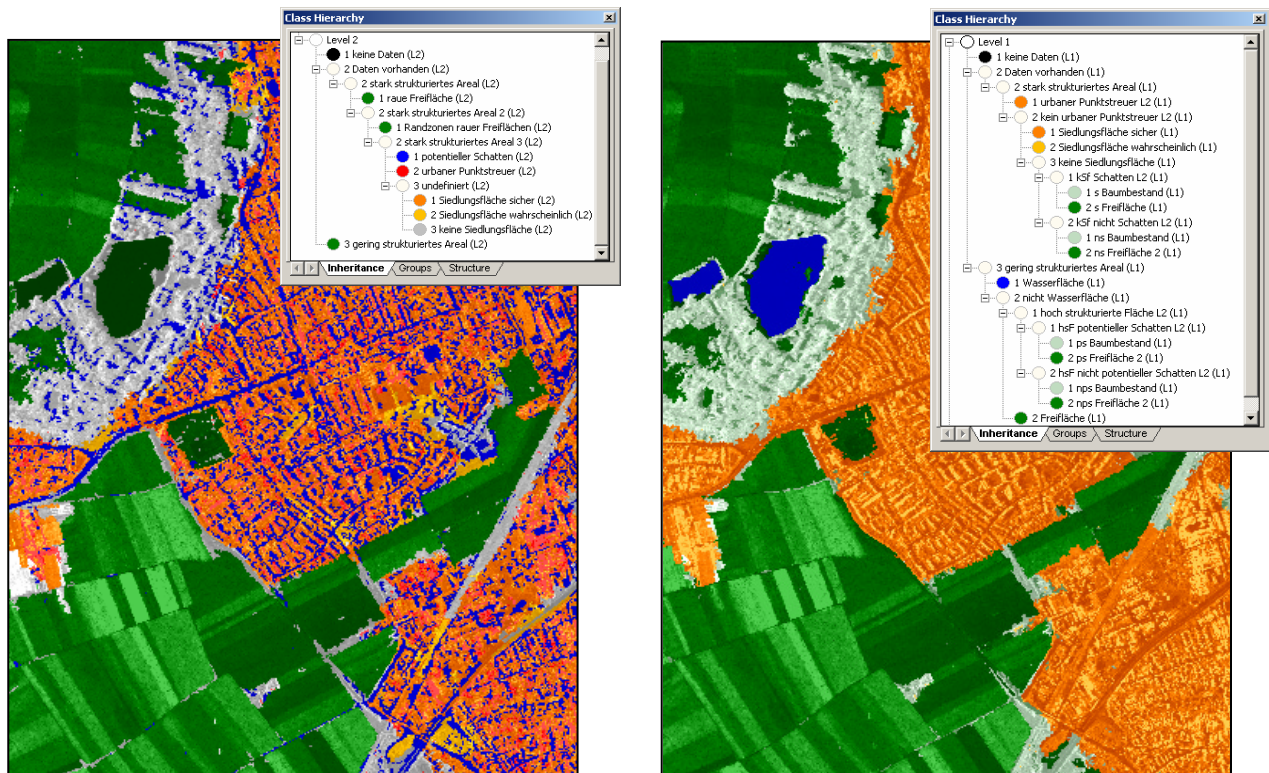 Class Hierarchy
Level 2
1 keine Daten (L2)
2 Daten vorhanden (L2)
2 stark strukturiertes Areal (L2)
1 raue Freifläche (L2)
2 stark strukturiertes Areal 2 (L2)
1 Randzonen rauer Freiflächen (L2)
2 stark strukturiertes Areal 3 (L2)
1 potentieller Schatten (L2)
2 urbaner Punktstreuer (L2)
3 undefiniert (L2)
1 Siedlungsfläche sicher (L2)
2 Siedlungsfläche wahrscheinlich (L2)
3 keine Siedlungsfläche (L2)
3 gering strukturiertes Areal (L2)
Inheritance Groups Structure
Class Hierarchy
Level 1
1 keine Daten (L1)
2 Daten vorhanden (L1)
2 stark strukturiertes Areal (L1)
1 urbaner Punktstreuer L2 (L1)
2 kein urbaner Punktstreuer L2 (L1)
1 Siedlungsfläche sicher (L1)
2 Siedlungsfläche wahrscheinlich (L1)
3 keine Siedlungsfläche (L1)
1 kSf Schatten L2 (L1)
1 s Baumbestand (L1)
2 s Freifläche (L1)
2 kSf nicht Schatten L2 (L1)
1 ns Baumbestand (L1)
2 ns Freifläche 2 (L1)
3 gering strukturiertes Areal (L1)
1 Wasserfläche (L1)
2 nicht Wasserfläche (L1)
1 hoch strukturierte Fläche L2 (L1)
1 hsF potentieller Schatten L2 (L1)
1 ps Baumbestand (L1)
2 ps Freifläche 2 (L1)
2 hsF nicht potentieller Schatten L2 (L1)
1 nps Baumbestand (L1)
2 nps Freifläche 2 (L1)
2 Freifläche (L1)
Inheritance Groups Structure